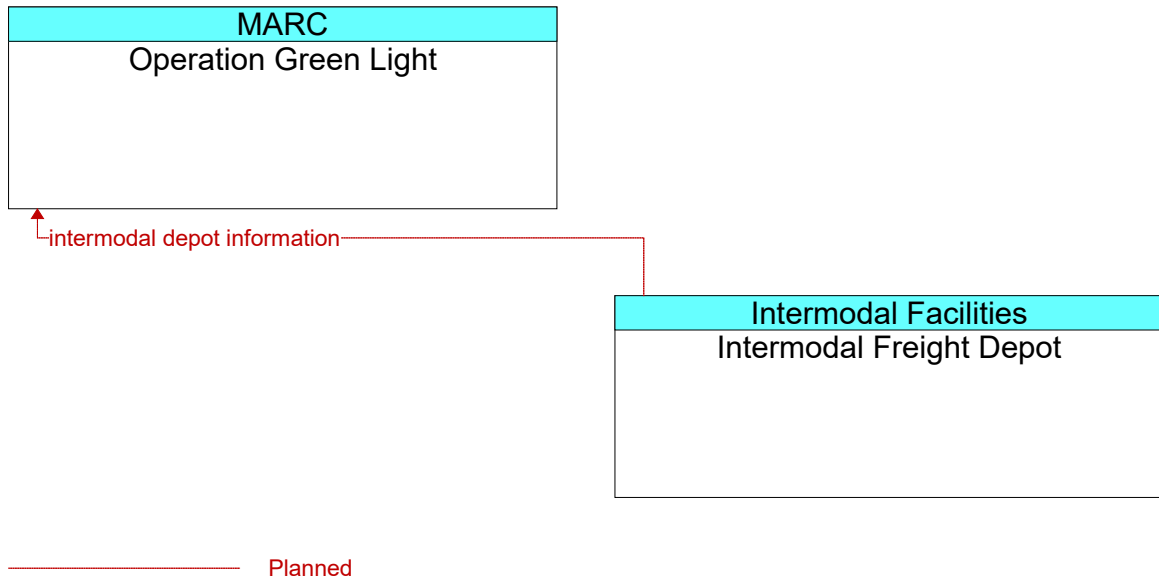 MARC
Operation Green Light
intermodal depot information
Intermodal Facilities
Intermodal Freight Depot
Planned